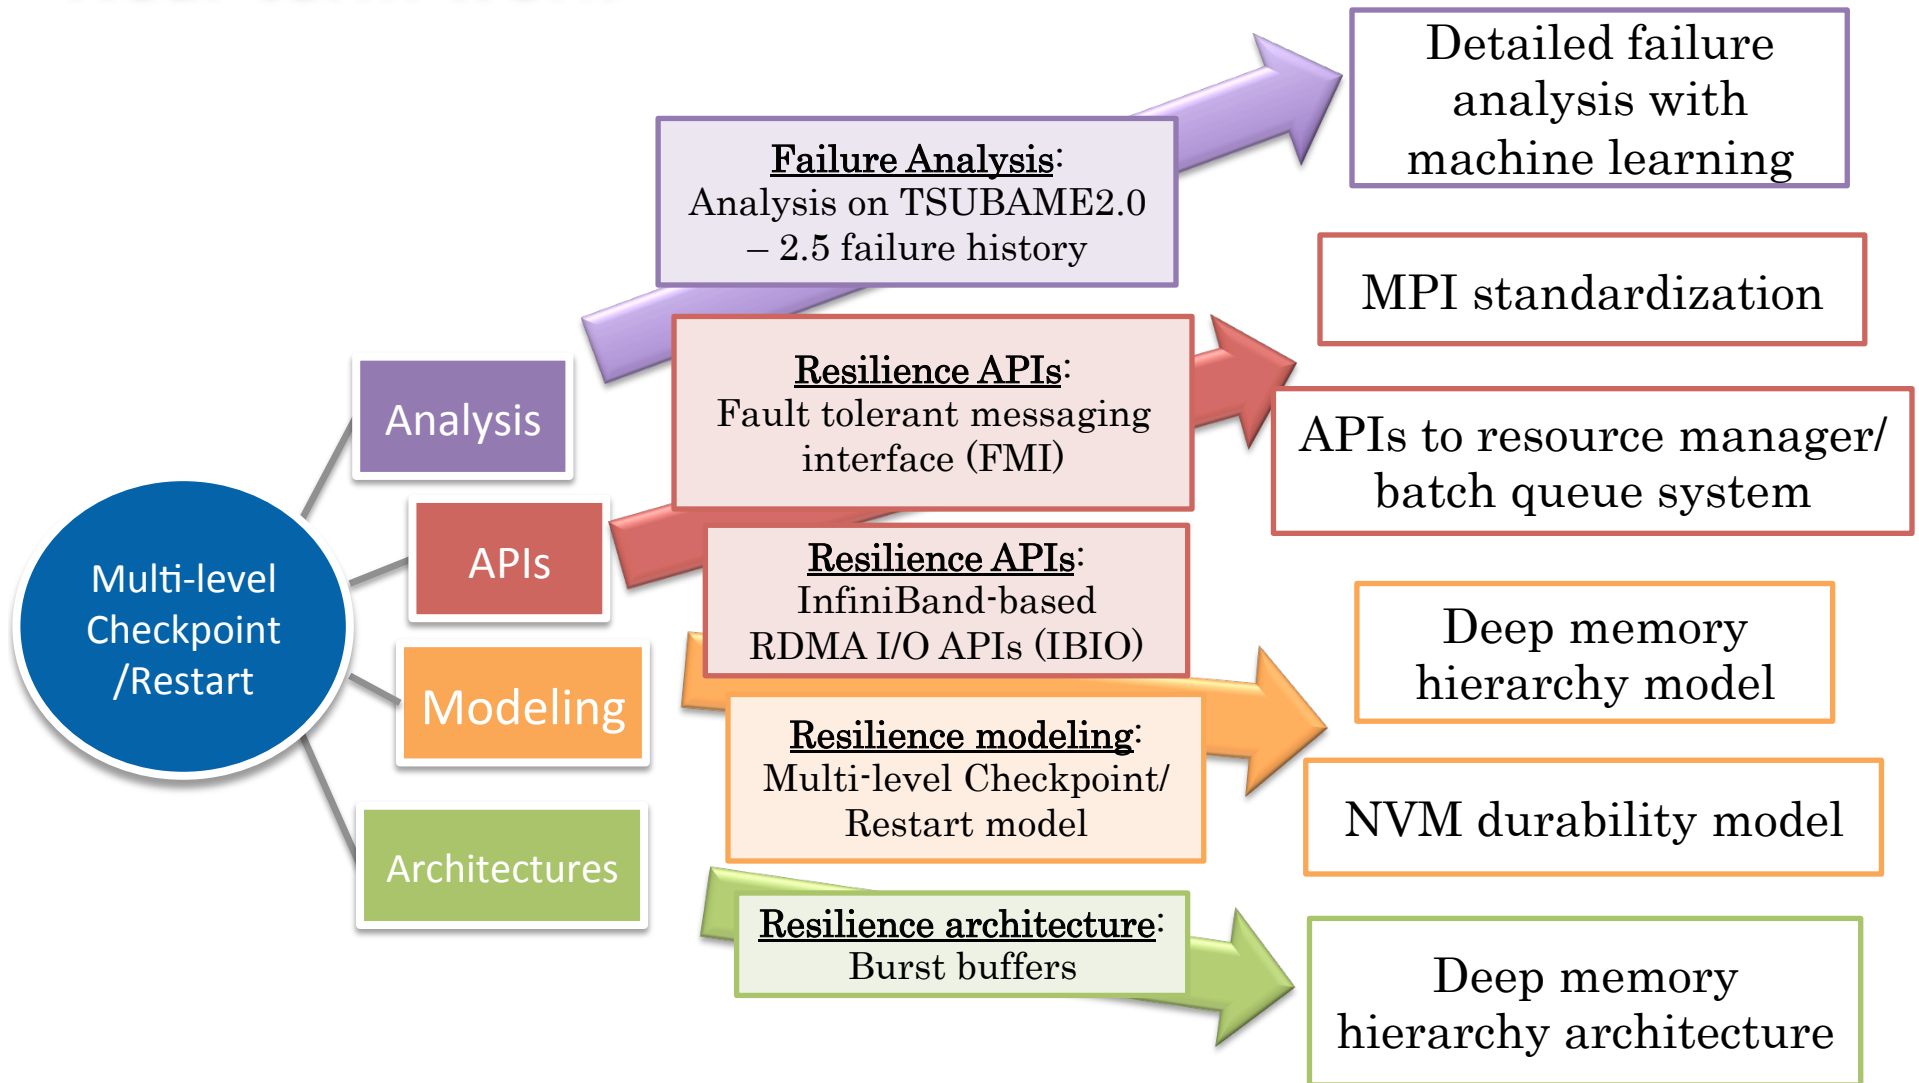 Detailed failure
analysis with
machine learning
Failure Analysis:
Analysis on TSUBAME2.0
– 2.5 failure history
MPI standardization
Resilience APIs:
Fault tolerant messaging
interface (FMI)
Analysis
APIs to resource manager/
batch queue system
Resilience APIs:
InfiniBand-based
RDMA I/O APIs (IBIO)
APIs
Multi-level
Checkpoint
/Restart
Deep memory
hierarchy model
Modeling
Resilience modeling:
Multi-level Checkpoint/
Restart model
NVM durability model
Architectures
Resilience architecture:
Burst buffers
Deep memory
hierarchy architecture